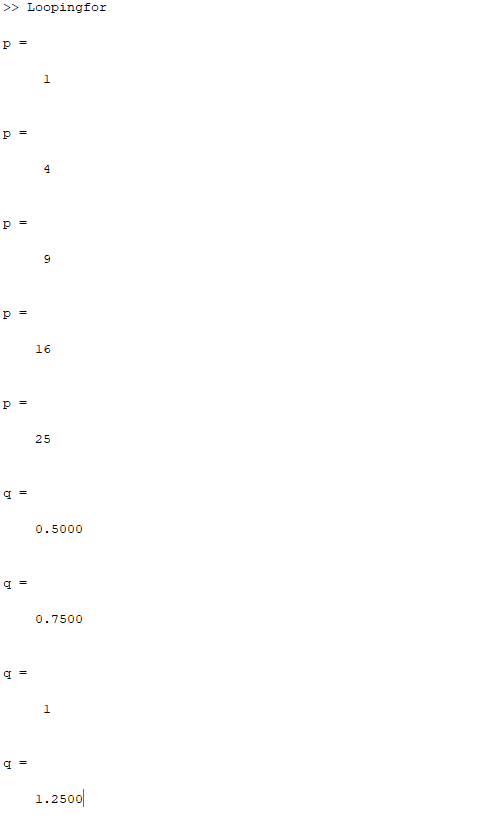 >> Loopingfor
p =
1
p =
4
p =
9
p =
16
p =
25
q =
0.5000
q =
0.7500
q =
1
q =
1.2500